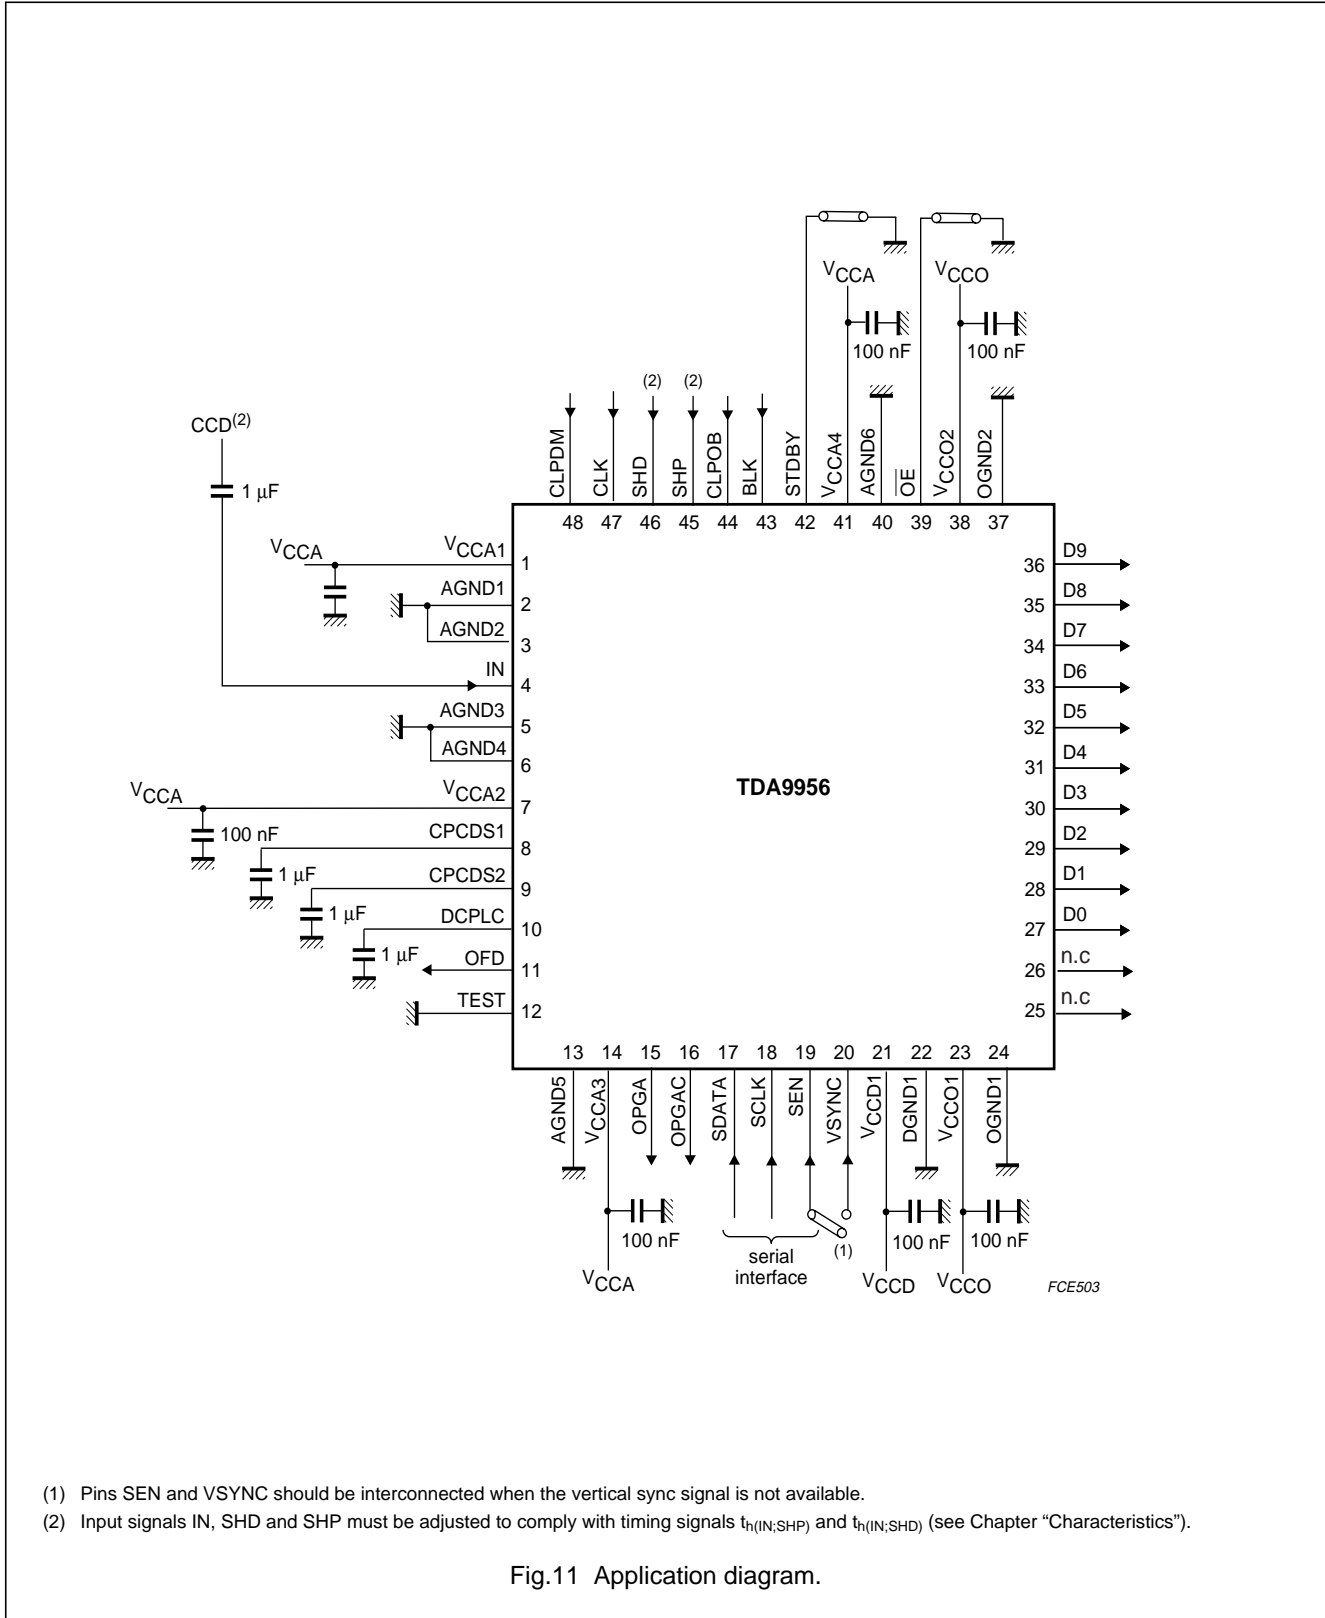 VCCA
VCCO
100 nF
100 nF
(2)
(2)
CCD(2)
1 μF
CLPDM
CLK
SHD
SHP
CLPOB
BLK
STDBY
VCCA4
AGND6
OE
VCCO2
OGND2
48
47
46
45
44
43
42
41
40
39
38
37
VCCA
VCCA1
1
AGND1
2
AGND2
3
IN
4
AGND3
5
AGND4
6
VCCA
VCCA2
7
100 nF
CPCDS1
8
1 μF
CPCDS2
9
1 μF
DCPLC
10
1 μF
OFD
11
TEST
12
TDA9956
36
D9
35
D8
34
D7
33
D6
32
D5
31
D4
30
D3
29
D2
28
D1
27
D0
26
n.c
25
n.c
13
14
15
16
17
18
19
20
21
22
23
24
AGND5
VCCA3
OPGA
OPGAC
SDATA
SCLK
SEN
VSYNC
VCCD1
DGND1
VCCO1
OGND1
100 nF
serial
interface
(1)
100 nF
100 nF
VCCA
VCCD
VCCO
FCE503
(1) Pins SEN and VSYNC should be interconnected when the vertical sync signal is not available.
(2) Input signals IN, SHD and SHP must be adjusted to comply with timing signals th(IN;SHP) and th(IN;SHD) (see Chapter “Characteristics”).
Fig.11 Application diagram.